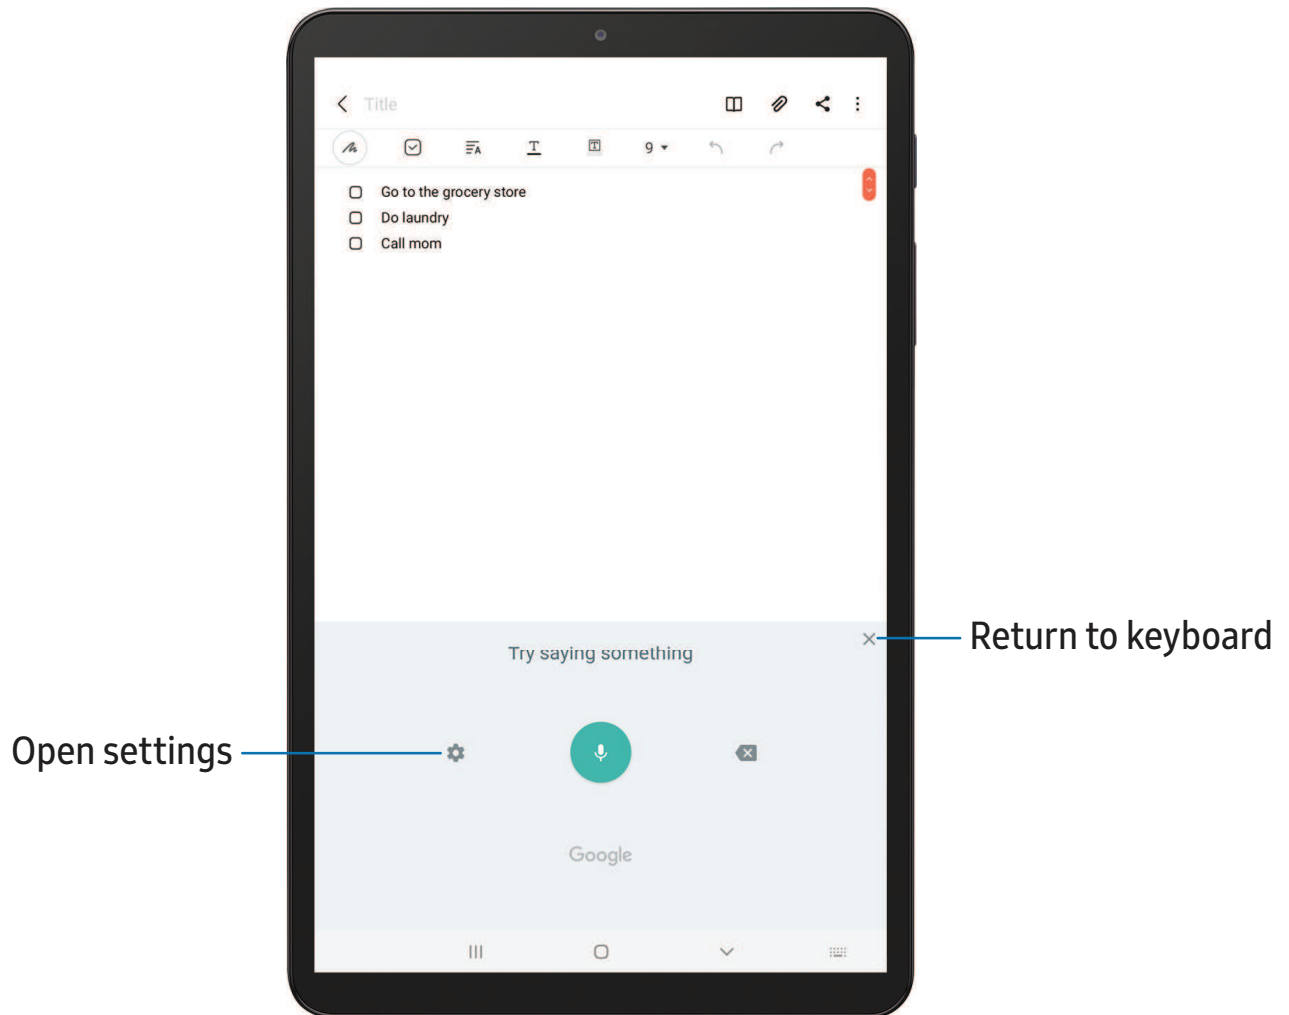 Title
9
Go to the grocery store
Do laundry
Call mom
Return to keyboard
Try saying something
Open settings
Google